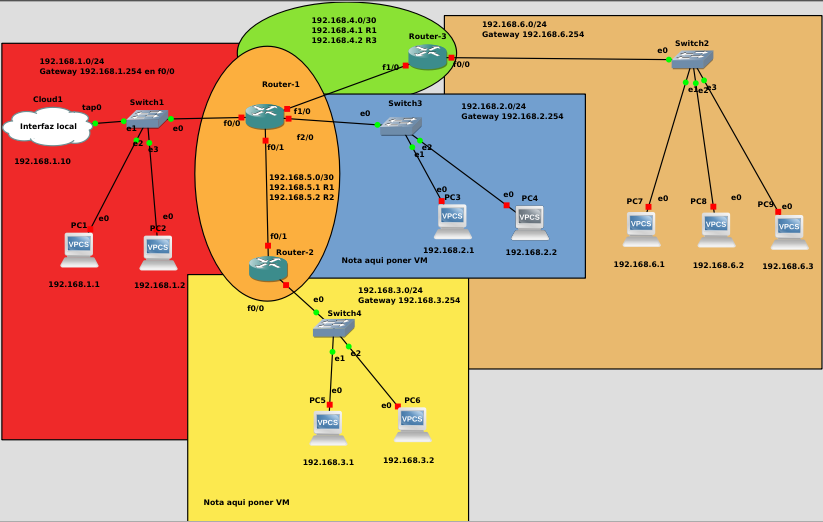 192.168.4.0/30
192.168.4.1 R1
192.168.4.2 R3
Router-3
f1/0
f0/0
192.168.6.0/24
Gateway 192.168.6.254
Switch2
e0
e1
e2
e3
192.168.1.0/24
Gateway 192.168.1.254 en f0/0
Cloud1
tap0
Interfaz local
192.168.1.10
Switch1
e1
e0
e2
e3
Router-1
f0/0
f1/0
f2/0
f0/1
Switch3
e0
e2
e1
192.168.2.0/24
Gateway 192.168.2.254
192.168.5.0/30
192.168.5.1 R1
192.168.5.2 R2
e0
PC3
VPCS
192.168.2.1
e0
PC4
VPCS
192.168.2.2
Nota aqui poner VM
PC1
e0
VPCS
192.168.1.1
e0
PC2
VPCS
192.168.1.2
PC7
e0
VPCS
192.168.6.1
PC8
e0
VPCS
192.168.6.2
PC9
e0
VPCS
192.168.6.3
f0/1
Router-2
f0/0
192.168.3.0/24
Gateway 192.168.3.254
e0
Switch4
e1
e2
e0
PC5
VPCS
192.168.3.1
e0
PC6
VPCS
192.168.3.2
Nota aqui poner VM